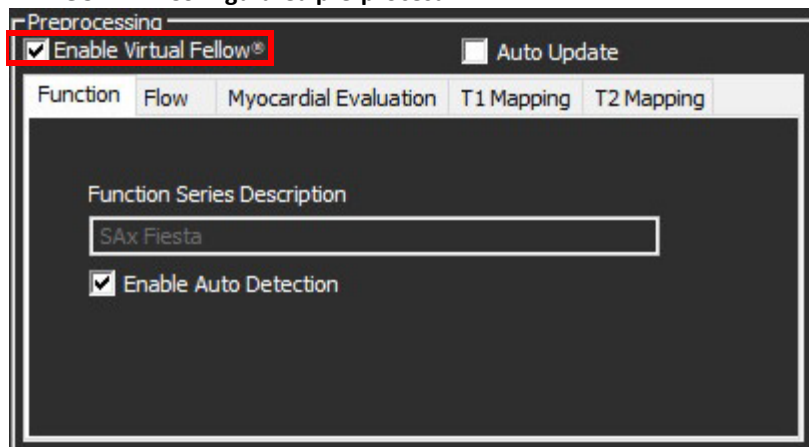 Preprocessing
Enable Virtual Fellow® Auto Update
Function Flow Myocardial Evaluation T1 Mapping T2 Mapping
Function Series Description
SAx Fiesta
Enable Auto Detection